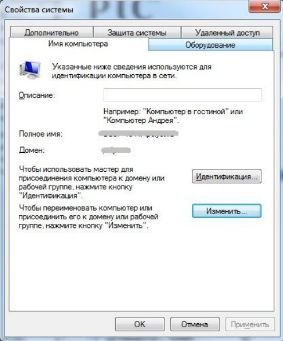 Свойства системы
Дополнительно
Защита системы
Удаленный доступ
Имя компьютера
Оборудование
Указанные ниже сведения используются для
идентификации компьютера в сети.
Описание:
Например: "Компьютер в гостиной" или
"Компьютер Андрея".
Полное имя:
Домен:
Чтобы использовать мастер для
присоединения компьютера к домену или
рабочей группе, нажмите кнопку
"Идентификация".
Идентификация...
Чтобы переименовать компьютер или
присоединить его к домену или рабочей
группе, нажмите кнопку "Изменить".
Изменить...
ОК
Отмена
Применить